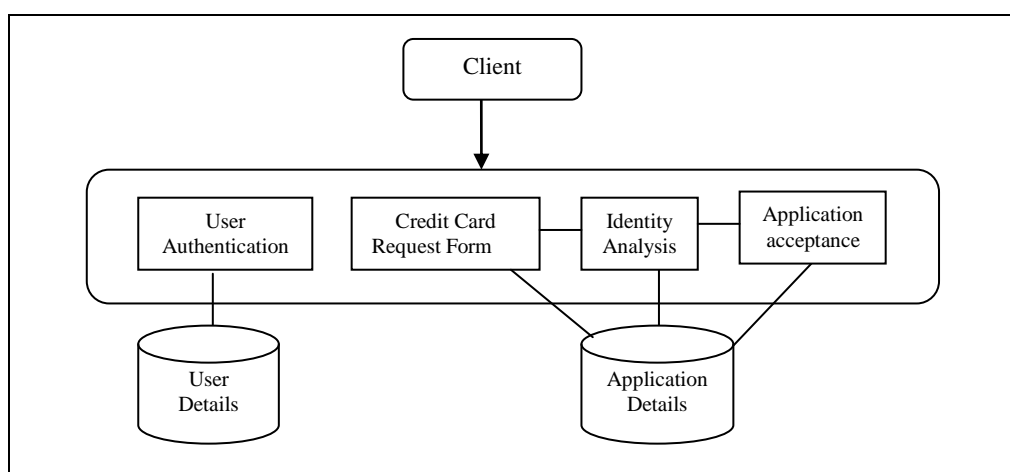 Client
User
Authentication
Credit Card
Request Form
Identity
Analysis
Application
acceptance
User
Details
Application
Details